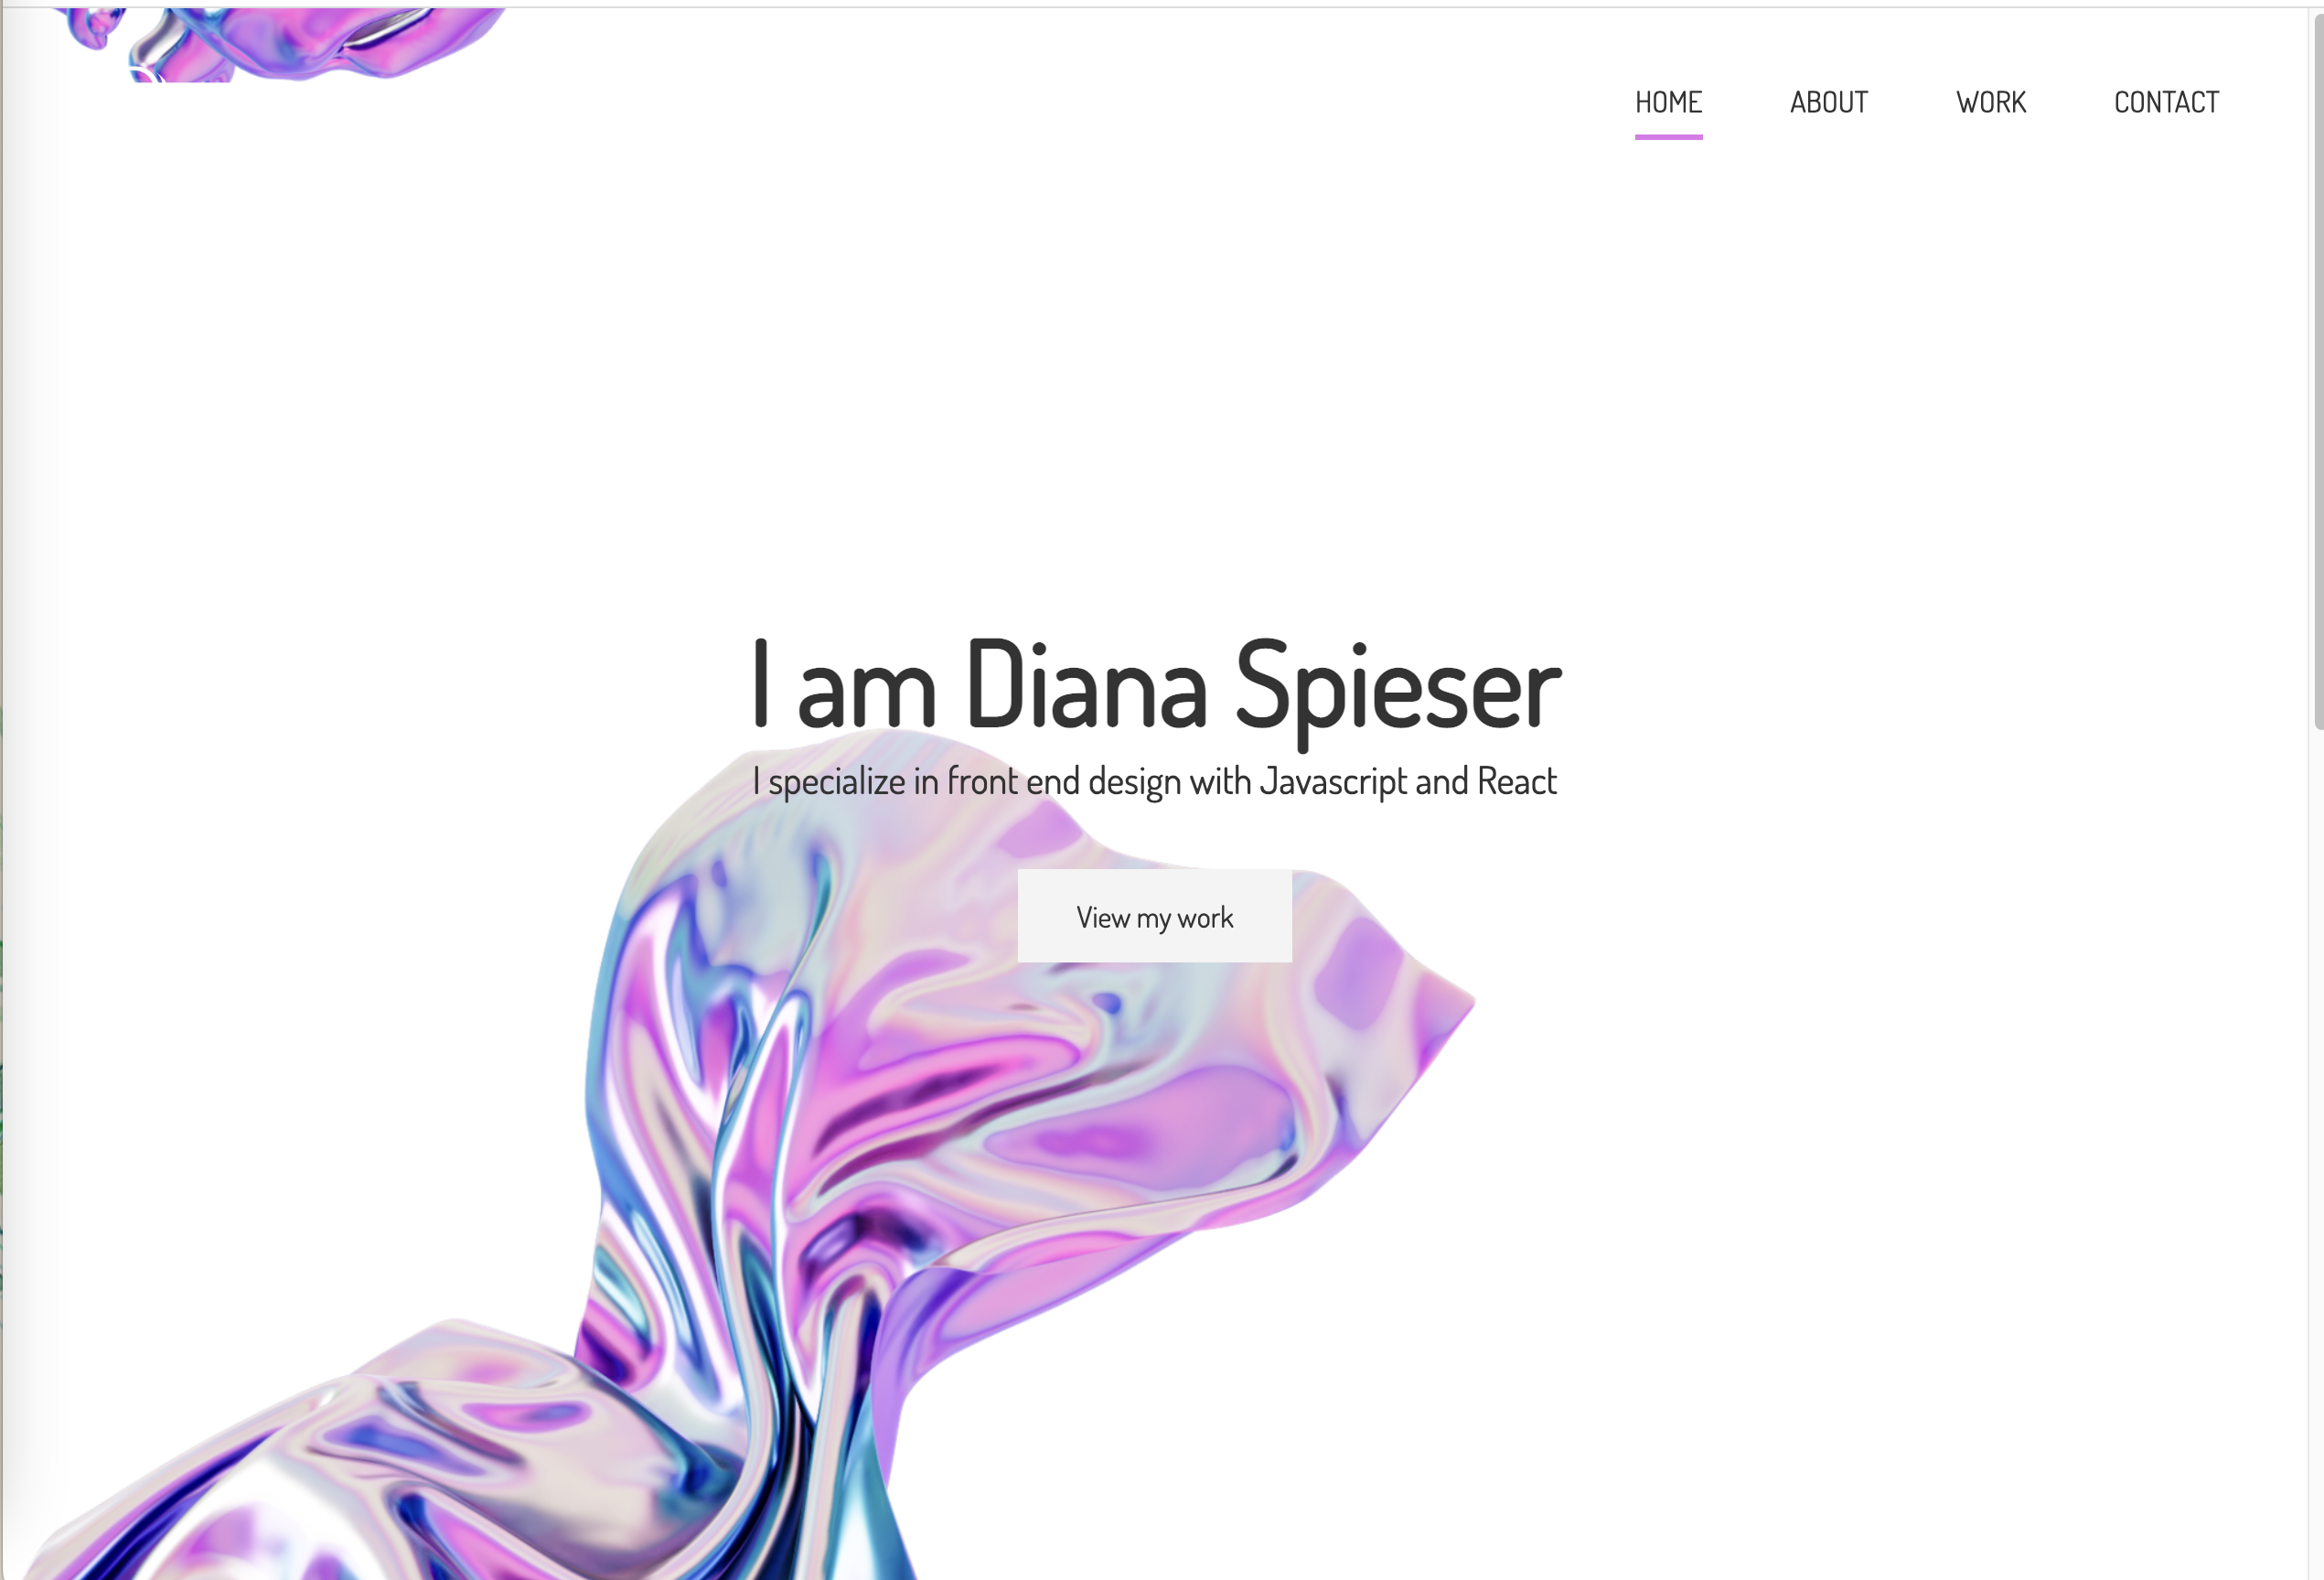 HOME ABOUT WORK CONTACT
I am Diana Spieser
I specialize in front end design with Javascript and React
View my work